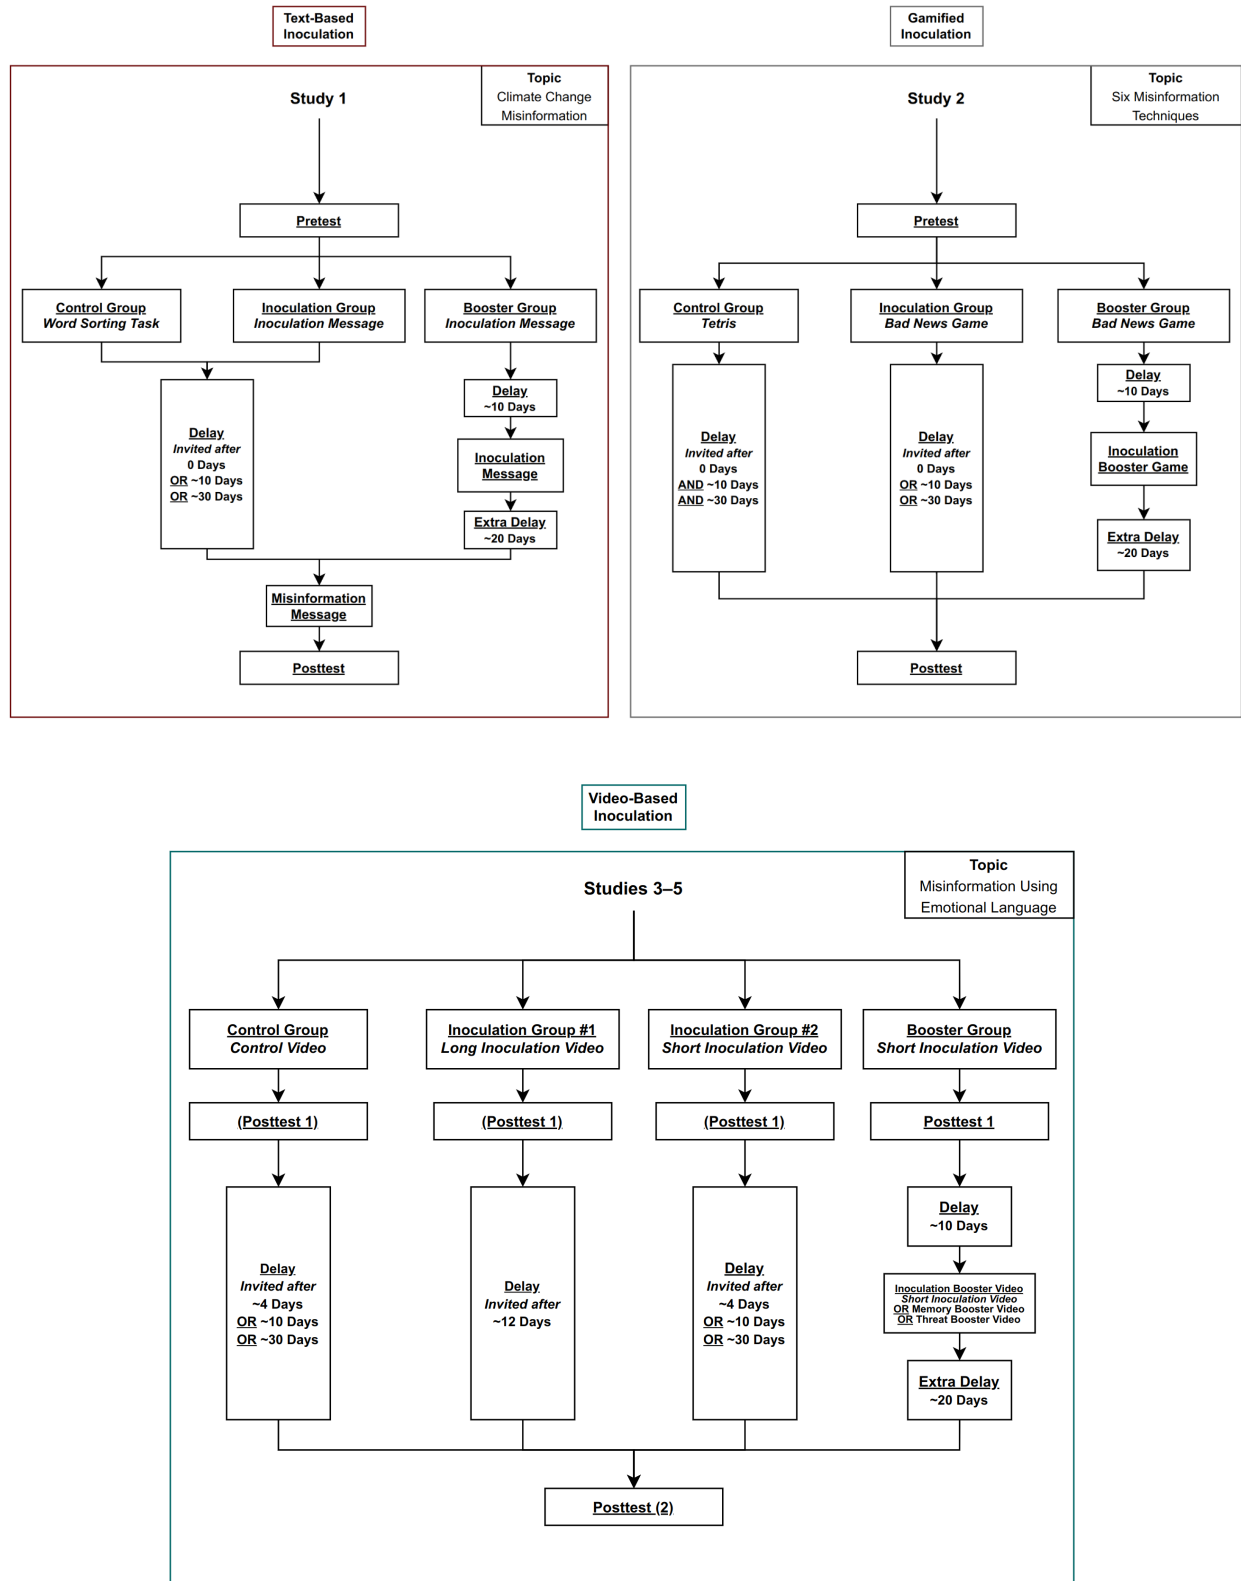 Text-Based
Inoculation
Topic
Climate Change
Misinformation
Study 1
Pretest
Control Group
Word Sorting Task
Inoculation Group
Inoculation Message
Booster Group
Inoculation Message
Delay
Invited after
0 Days
OR ~10 Days
OR ~30 Days
Delay
~10 Days
Inoculation
Message
Extra Delay
~20 Days
Misinformation
Message
Posttest
Gamified
Inoculation
Topic
Six Misinformation
Techniques
Study 2
Pretest
Control Group
Tetris
Inoculation Group
Bad News Game
Booster Group
Bad News Game
Delay
Invited after
0 Days
AND ~10 Days
AND ~30 Days
Delay
Invited after
0 Days
OR ~10 Days
OR ~30 Days
Delay
~10 Days
Inoculation
Booster Game
Extra Delay
~20 Days
Posttest
Video-Based
Inoculation
Topic
Misinformation Using
Emotional Language
Studies 3–5
Control Group
Control Video
Inoculation Group #1
Long Inoculation Video
Inoculation Group #2
Short Inoculation Video
Booster Group
Short Inoculation Video
(Posttest 1)
(Posttest 1)
(Posttest 1)
Posttest 1
Delay
Invited after
~4 Days
OR ~10 Days
OR ~30 Days
Delay
Invited after
~12 Days
Delay
Invited after
~4 Days
OR ~10 Days
OR ~30 Days
Delay
~10 Days
Inoculation Booster Video
Short Inoculation Video
OR Memory Booster Video
OR Threat Booster Video
Extra Delay
~20 Days
Posttest (2)